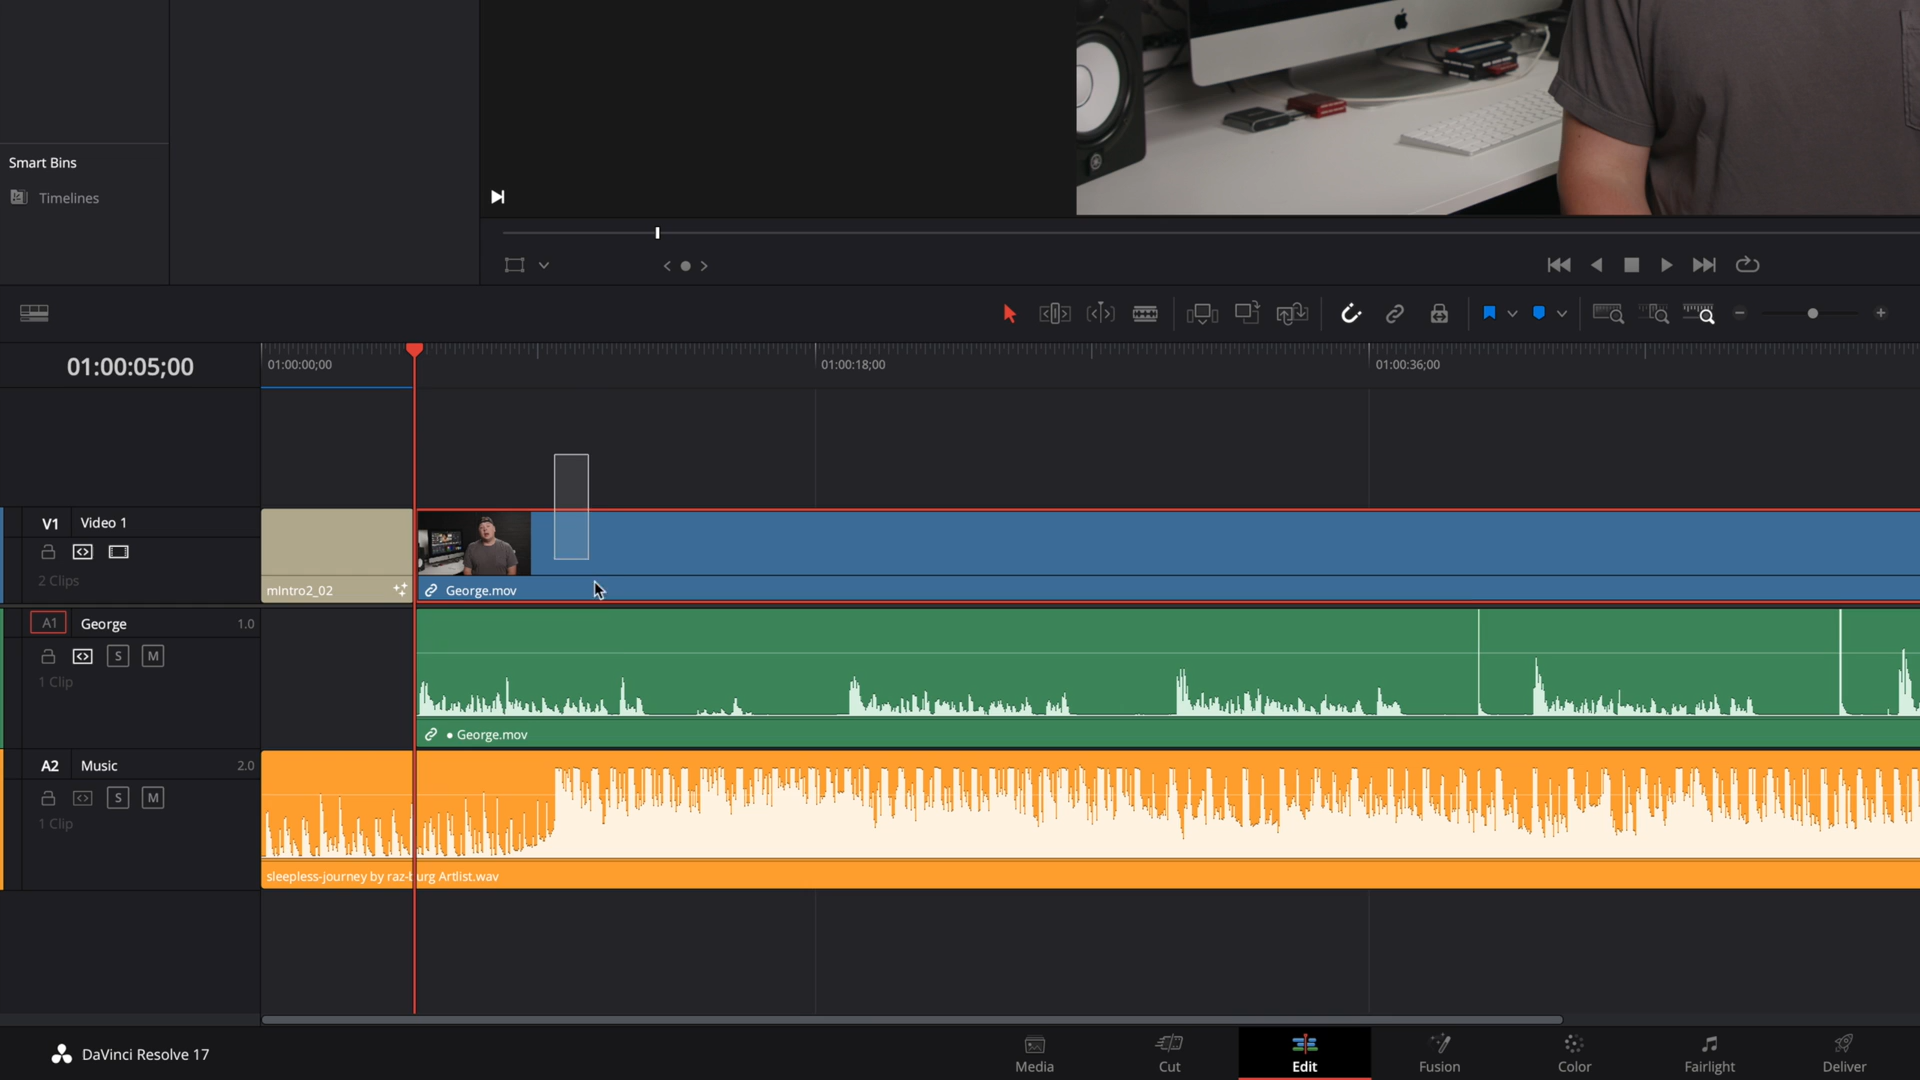 Smart Bins
Timelines
01:00:05;00
01:00:00;00
01:00:18;00
01:00:36;00
V1 Video 1
2 Clips
mIntro2_02
George.mov
A1 George 1.0
S M
1 Clip
• George.mov
A2 Music 2.0
S M
1 Clip
sleepless-journey by raz-burg Artlist.wav
DaVinci Resolve 17
Media
Cut
Edit
Fusion
Color
Fairlight
Deliver